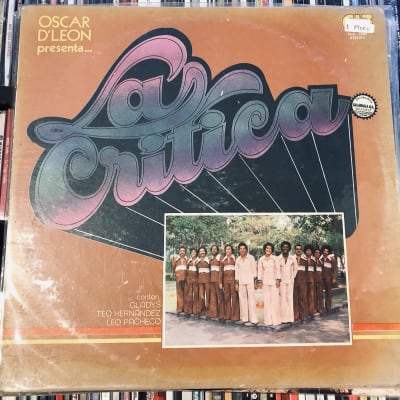 OSCAR
D'LEON
presenta...
La
Critica
cantan:
GLADYS
TEO HERNANDEZ
LEO PACHECO